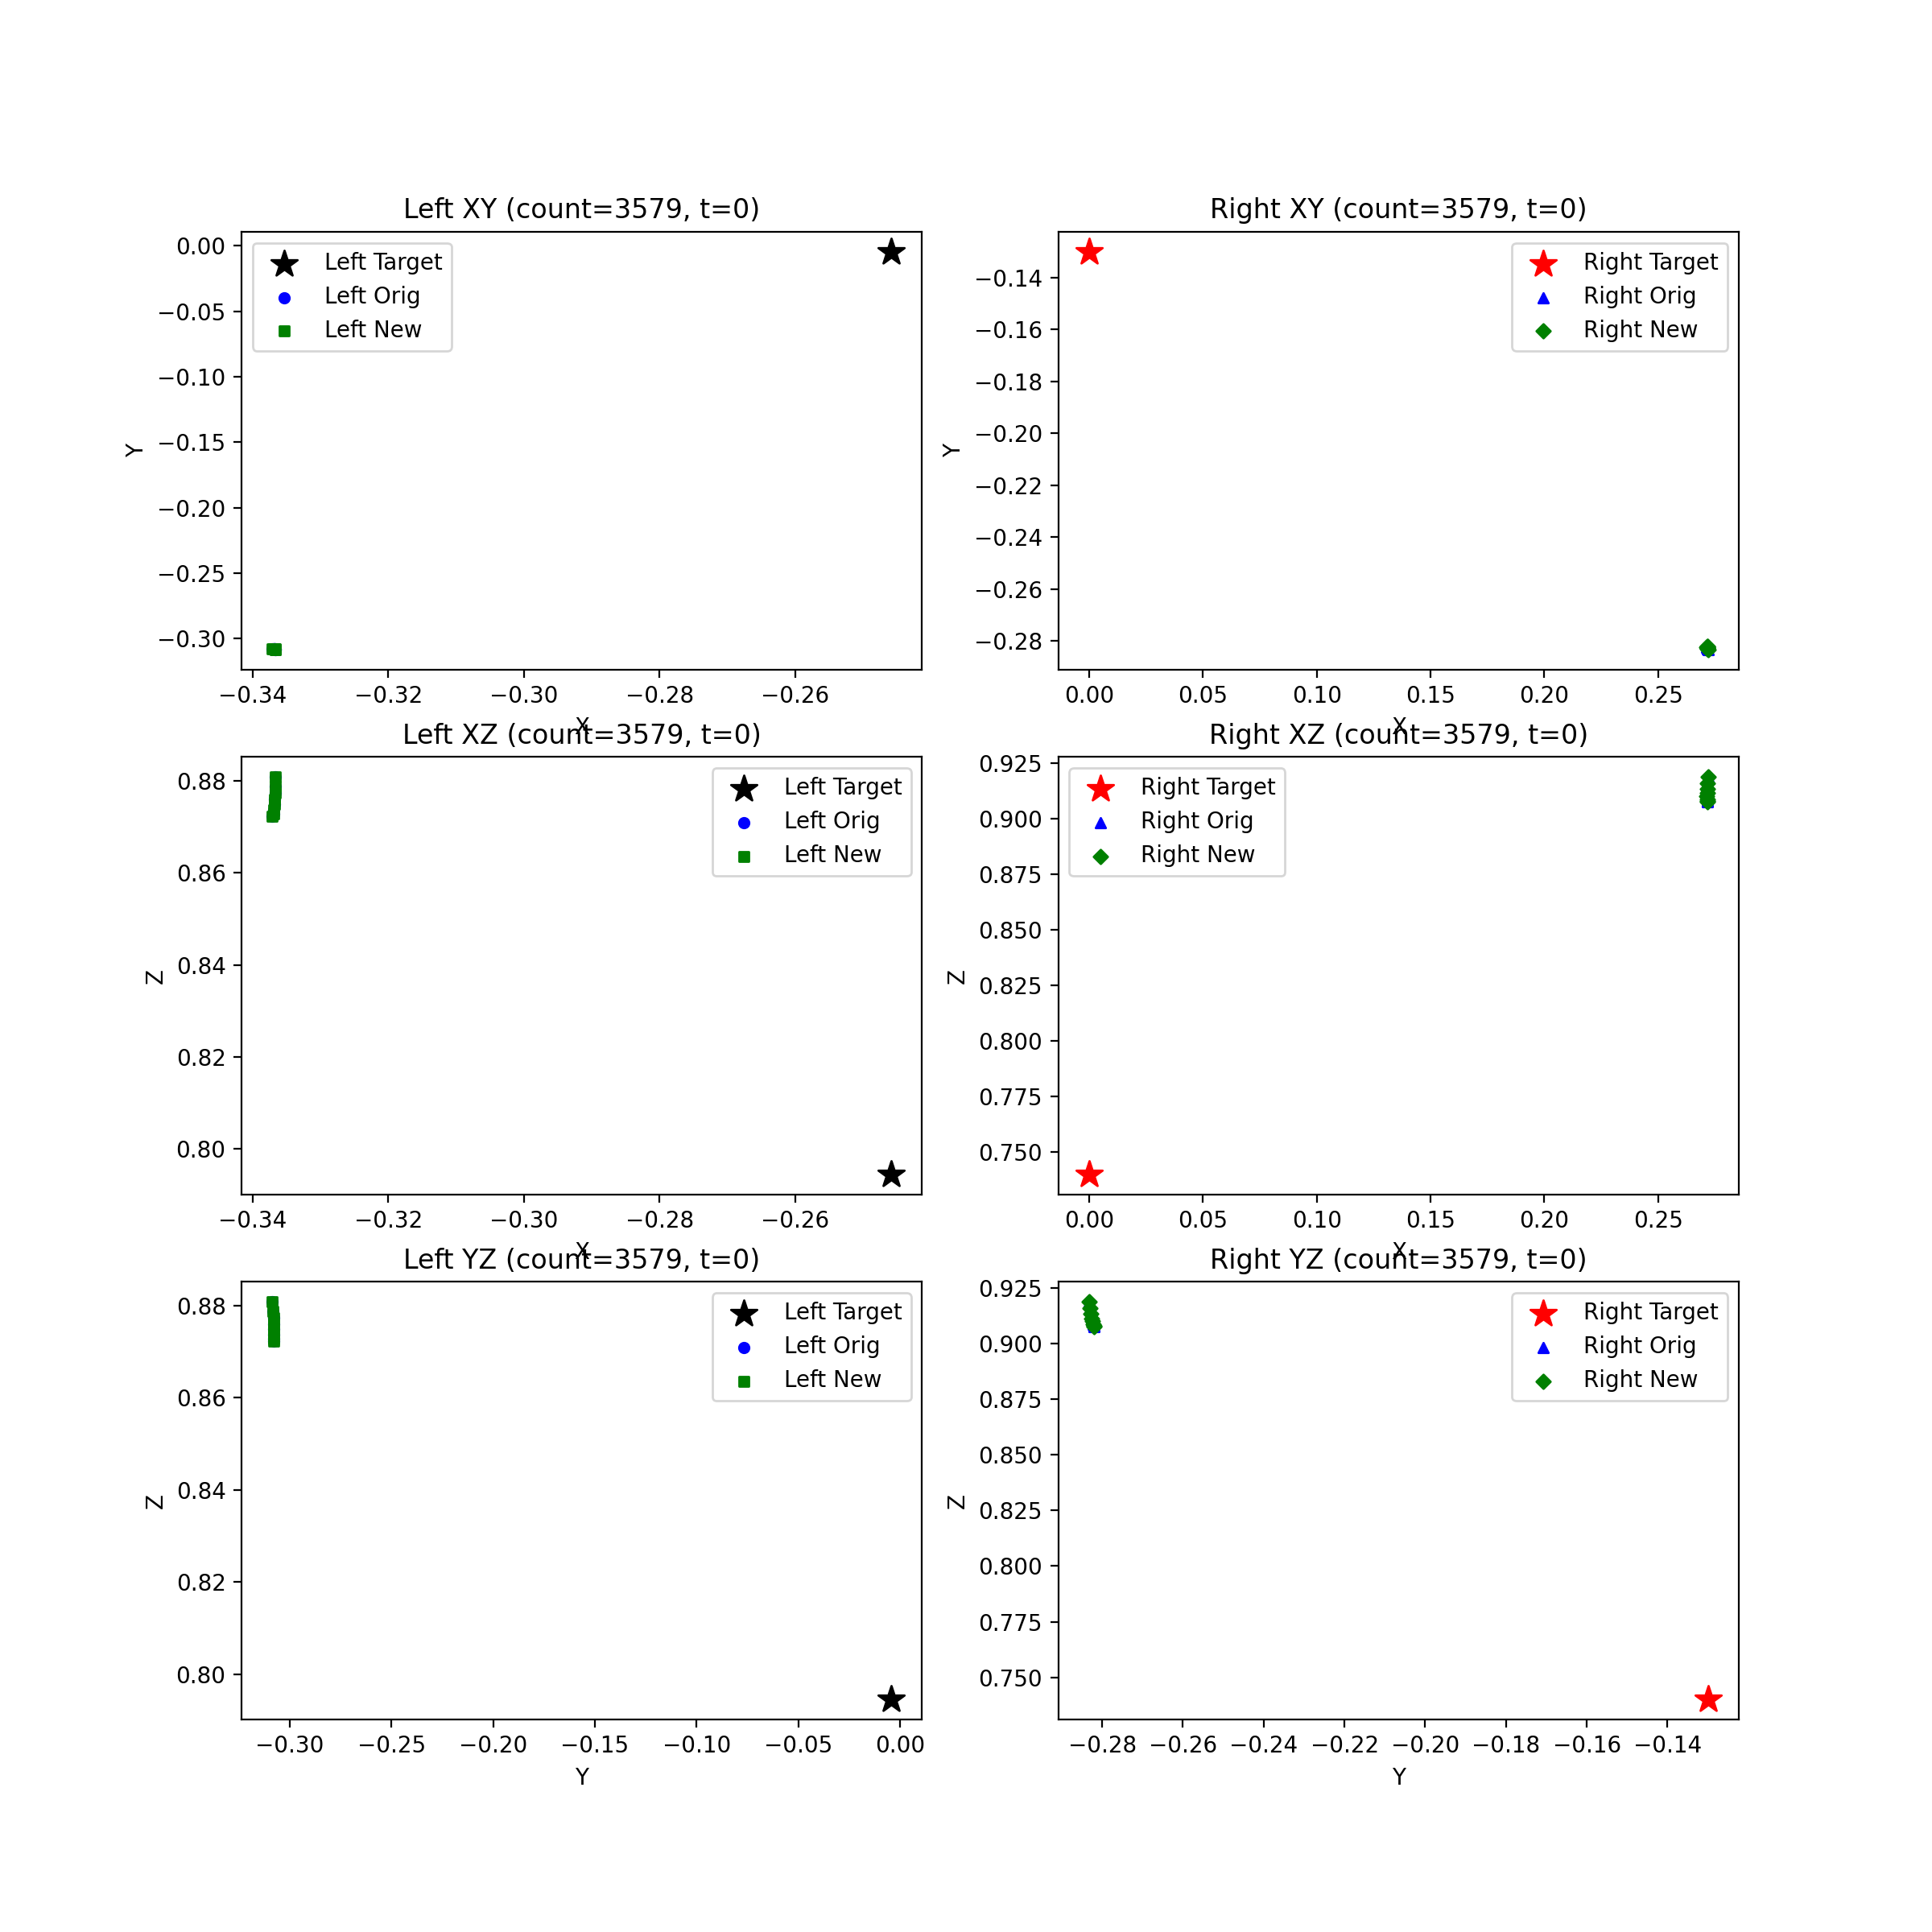 Left XY (count=3579, t=0)
0.00
−0.05
−0.10
−0.15
−0.20
−0.25
−0.30
Y
Left Target
Left Orig
Left New
−0.34 −0.32 −0.30 −0.28 −0.26
X
Right XY (count=3579, t=0)
−0.14
−0.16
−0.18
−0.20
−0.22
−0.24
−0.26
−0.28
Y
Right Target
Right Orig
Right New
0.00 0.05 0.10 0.15 0.20 0.25
X
Left XZ (count=3579, t=0)
0.88
0.86
0.84
0.82
0.80
Z
Left Target
Left Orig
Left New
−0.34 −0.32 −0.30 −0.28 −0.26
X
Right XZ (count=3579, t=0)
0.925
0.900
0.875
0.850
0.825
0.800
0.775
0.750
Z
Right Target
Right Orig
Right New
0.00 0.05 0.10 0.15 0.20 0.25
X
Left YZ (count=3579, t=0)
0.88
0.86
0.84
0.82
0.80
Z
Left Target
Left Orig
Left New
−0.30 −0.25 −0.20 −0.15 −0.10 −0.05 0.00
Y
Right YZ (count=3579, t=0)
0.925
0.900
0.875
0.850
0.825
0.800
0.775
0.750
Z
Right Target
Right Orig
Right New
−0.28 −0.26 −0.24 −0.22 −0.20 −0.18 −0.16 −0.14
Y